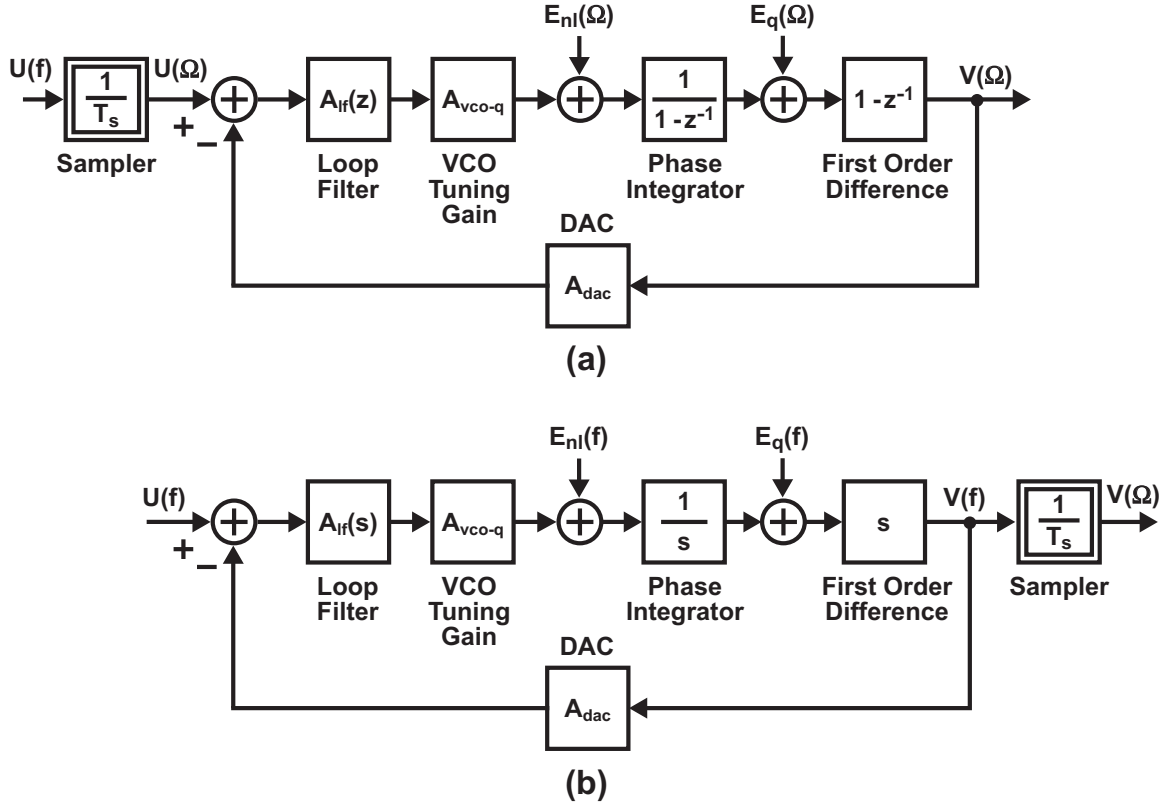 Enl(Ω) Eq(Ω)
U(f) U(Ω) V(Ω)
1
Ts
+
−
+
Alf(z)
Avco-q
+
1
1 - z-1
+
1 - z-1
Sampler
Loop
Filter
VCO
Tuning
Gain
Phase
Integrator
First Order
Difference
DAC
Adac
(a)
Enl(f) Eq(f)
U(f) V(f) V(Ω)
+
−
+
Alf(s)
Avco-q
+
1
s
+
s
1
Ts
Loop
Filter
VCO
Tuning
Gain
Phase
Integrator
First Order
Difference
Sampler
DAC
Adac
(b)